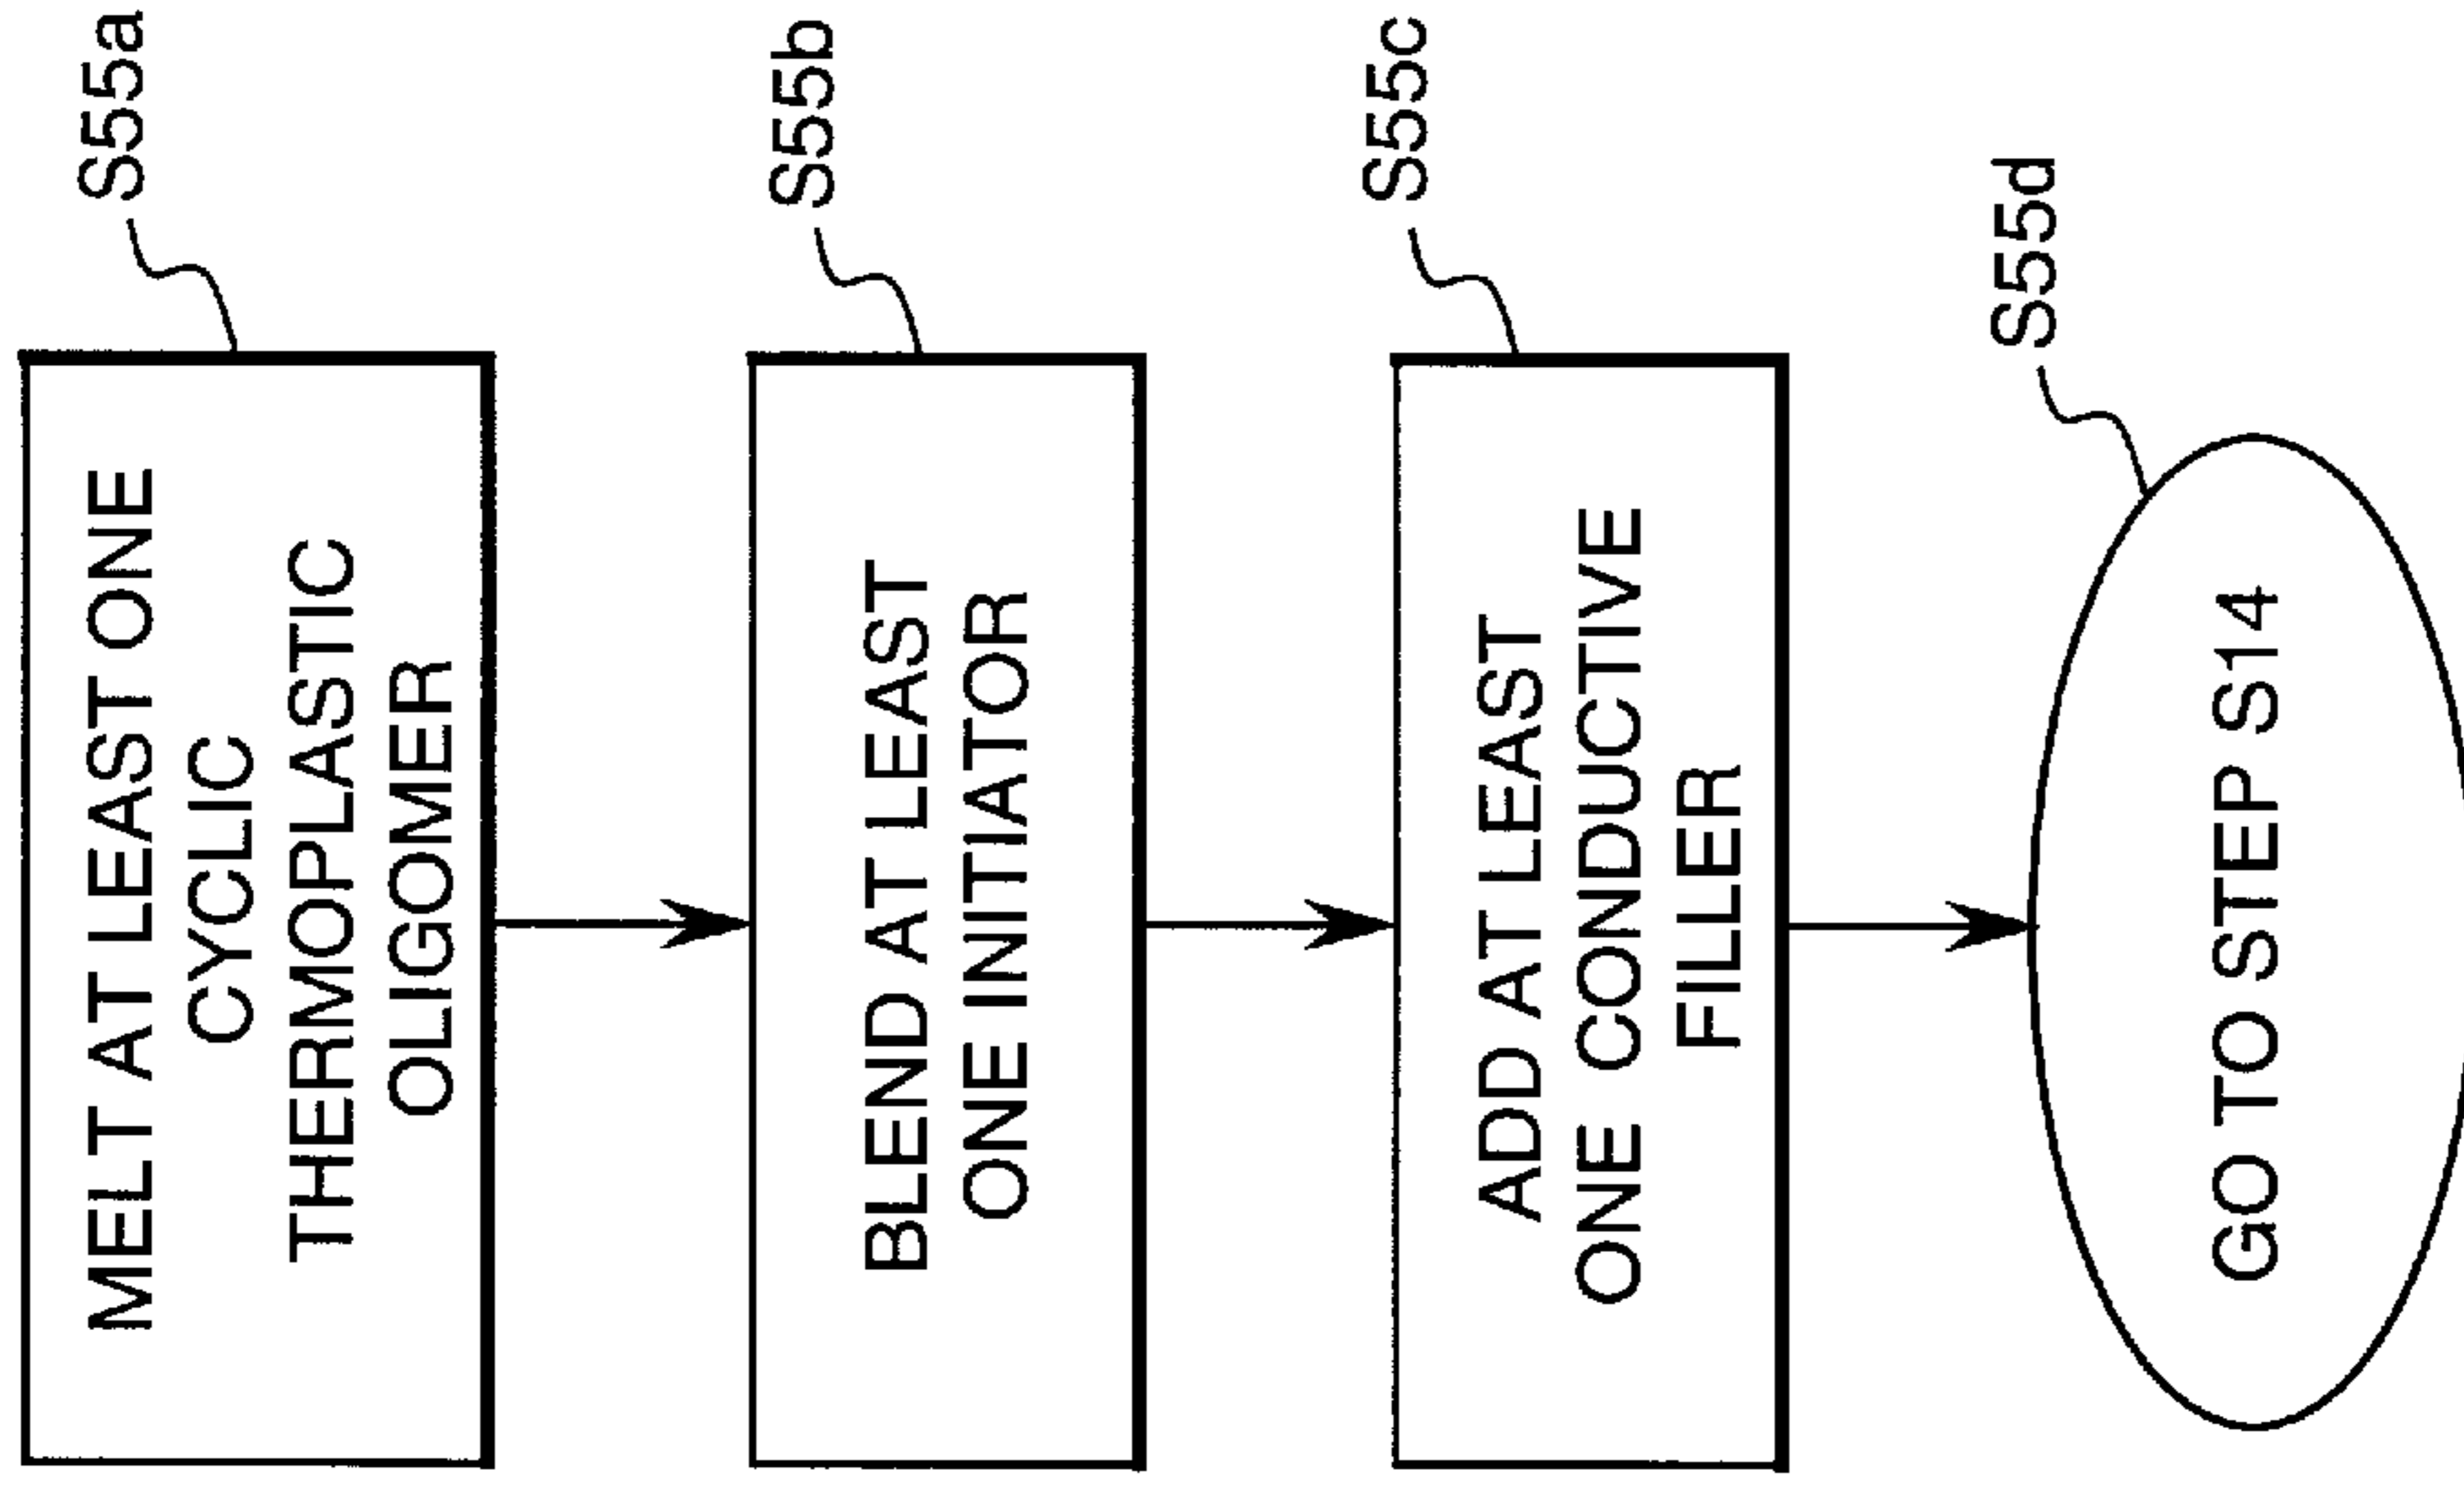 S55a
MELT AT LEAST ONE
CYCLIC
THERMOPLASTIC
OLIGOMER
S55b
BLEND AT LEAST
ONE INITIATOR
S55c
ADD AT LEAST
ONE CONDUCTIVE
FILLER
S55d
GO TO STEP S14